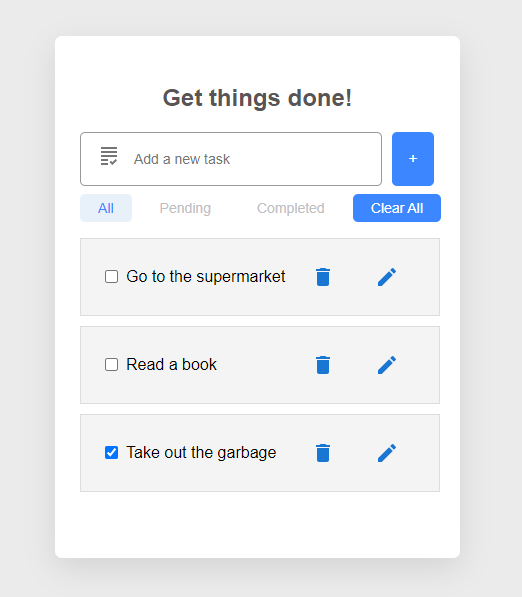 Get things done!
Add a new task
+
All Pending Completed Clear All
Go to the supermarket
Read a book
Take out the garbage